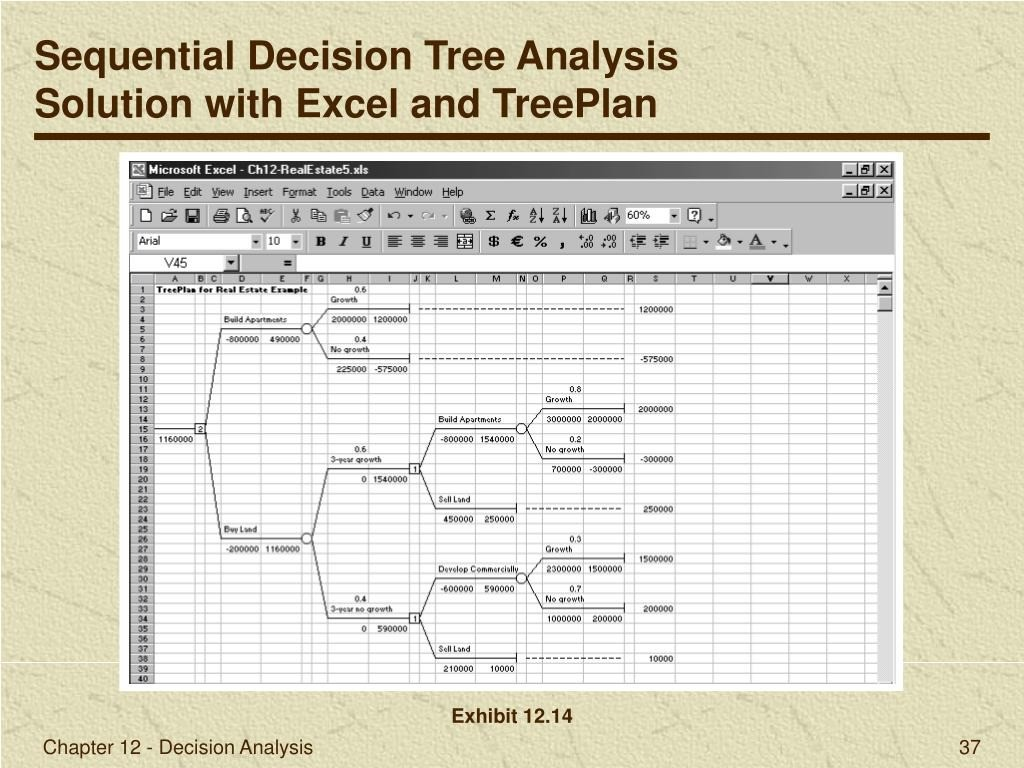 Sequential Decision Tree Analysis
Solution with Excel and TreePlan
Microsoft Excel - Ch12-RealEstate5.xls
File Edit View Insert Format Tools Data Window Help
60%
Arial 10 B I U $ € % ,
V45 =
A B C D E F G H I J K L M N O P Q R S T U V W X
1 TreePlan for Real Estate Example 0.6
2 Growth
3 1200000
4 Build Apartments 2000000 1200000
5
6 -800000 490000 0.4
7 No growth
8 -575000
9 225000 -575000
10
11 0.8
12 Growth
13 2000000
14 Build Apartments 3000000 2000000
15 2
16 1160000 -800000 1540000 0.2
17 0.6 No growth
18 3-year growth -300000
19 1 700000 -300000
20 0 1540000
21
22 Sell Land
23 250000
24 450000 250000
25 Buy Land
26 0.3
27 -200000 1160000 Growth
28 1500000
29 Develop Commercially 2300000 1500000
30
31 -600000 590000 0.7
32 0.4 No growth
33 3-year no growth 200000
34 1 1000000 200000
35 0 590000
36
37 Sell Land
38 10000
39 210000 10000
40
Exhibit 12.14
Chapter 12 - Decision Analysis 37